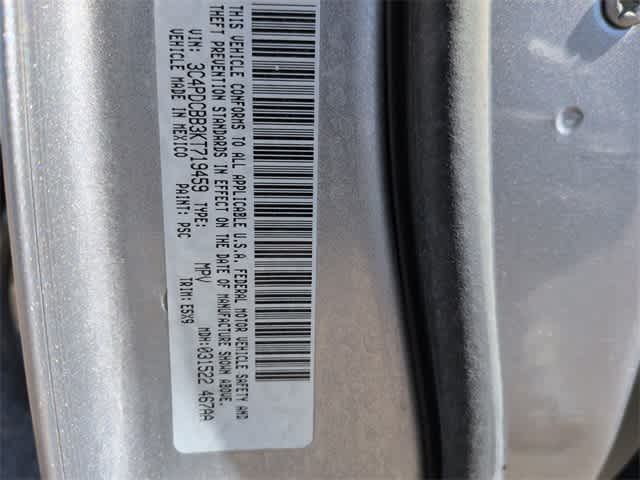 THIS VEHICLE CONFORMS TO ALL APPLICABLE U.S.A. FEDERAL MOTOR VEHICLE SAFETY AND
THEFT PREVENTION STANDARDS IN EFFECT ON THE DATE OF MANUFACTURE SHOWN ABOVE.
VIN: 3C4PDCBB3KT719459 TYPE: MPV MDH:031522 467AA
VEHICLE MADE IN MEXICO PAINT: PSC TRIM:E5X9